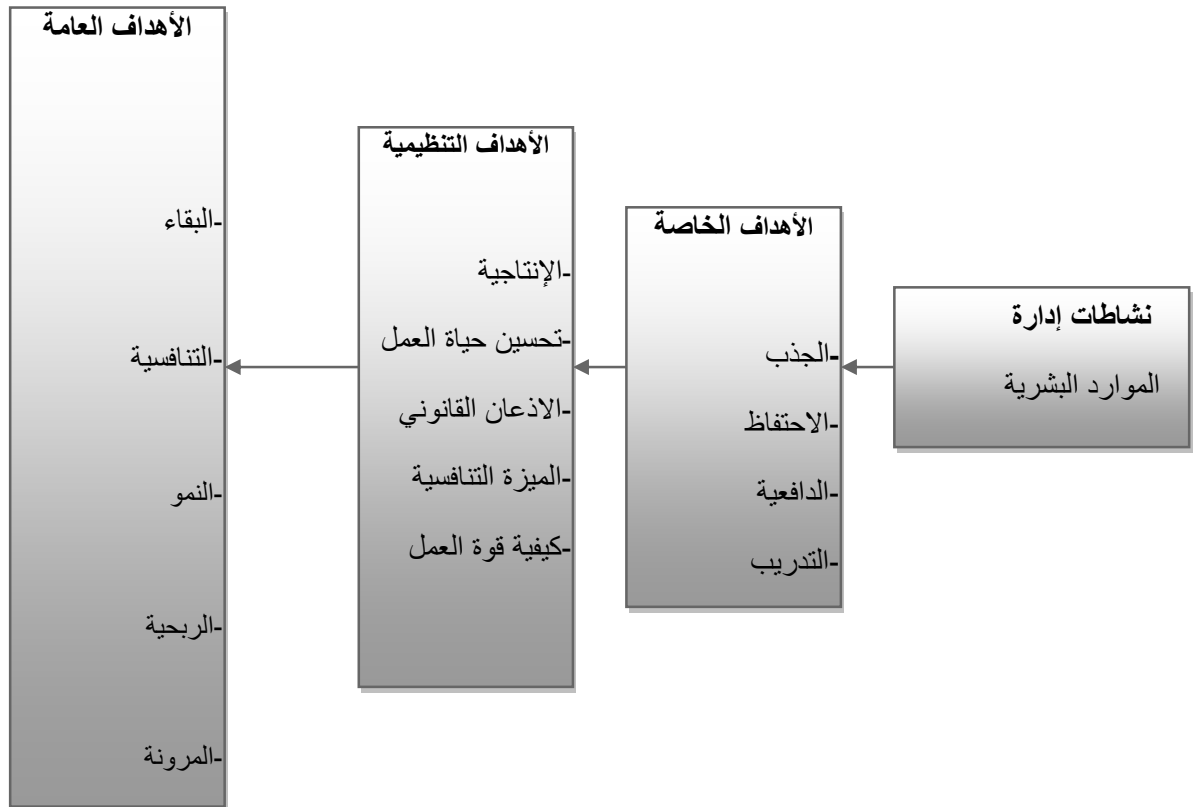 نشاطات إدارة
الموارد البشرية
الأهداف الخاصة
-الجذب
-الاحتفاظ
-الدافعية
-التدريب
الأهداف التنظيمية
-الإنتاجية
-تحسين حياة العمل
-الاذعان القانوني
-الميزة التنافسية
-كيفية قوة العمل
الأهداف العامة
-البقاء
-التنافسية
-النمو
-الربحية
-المرونة